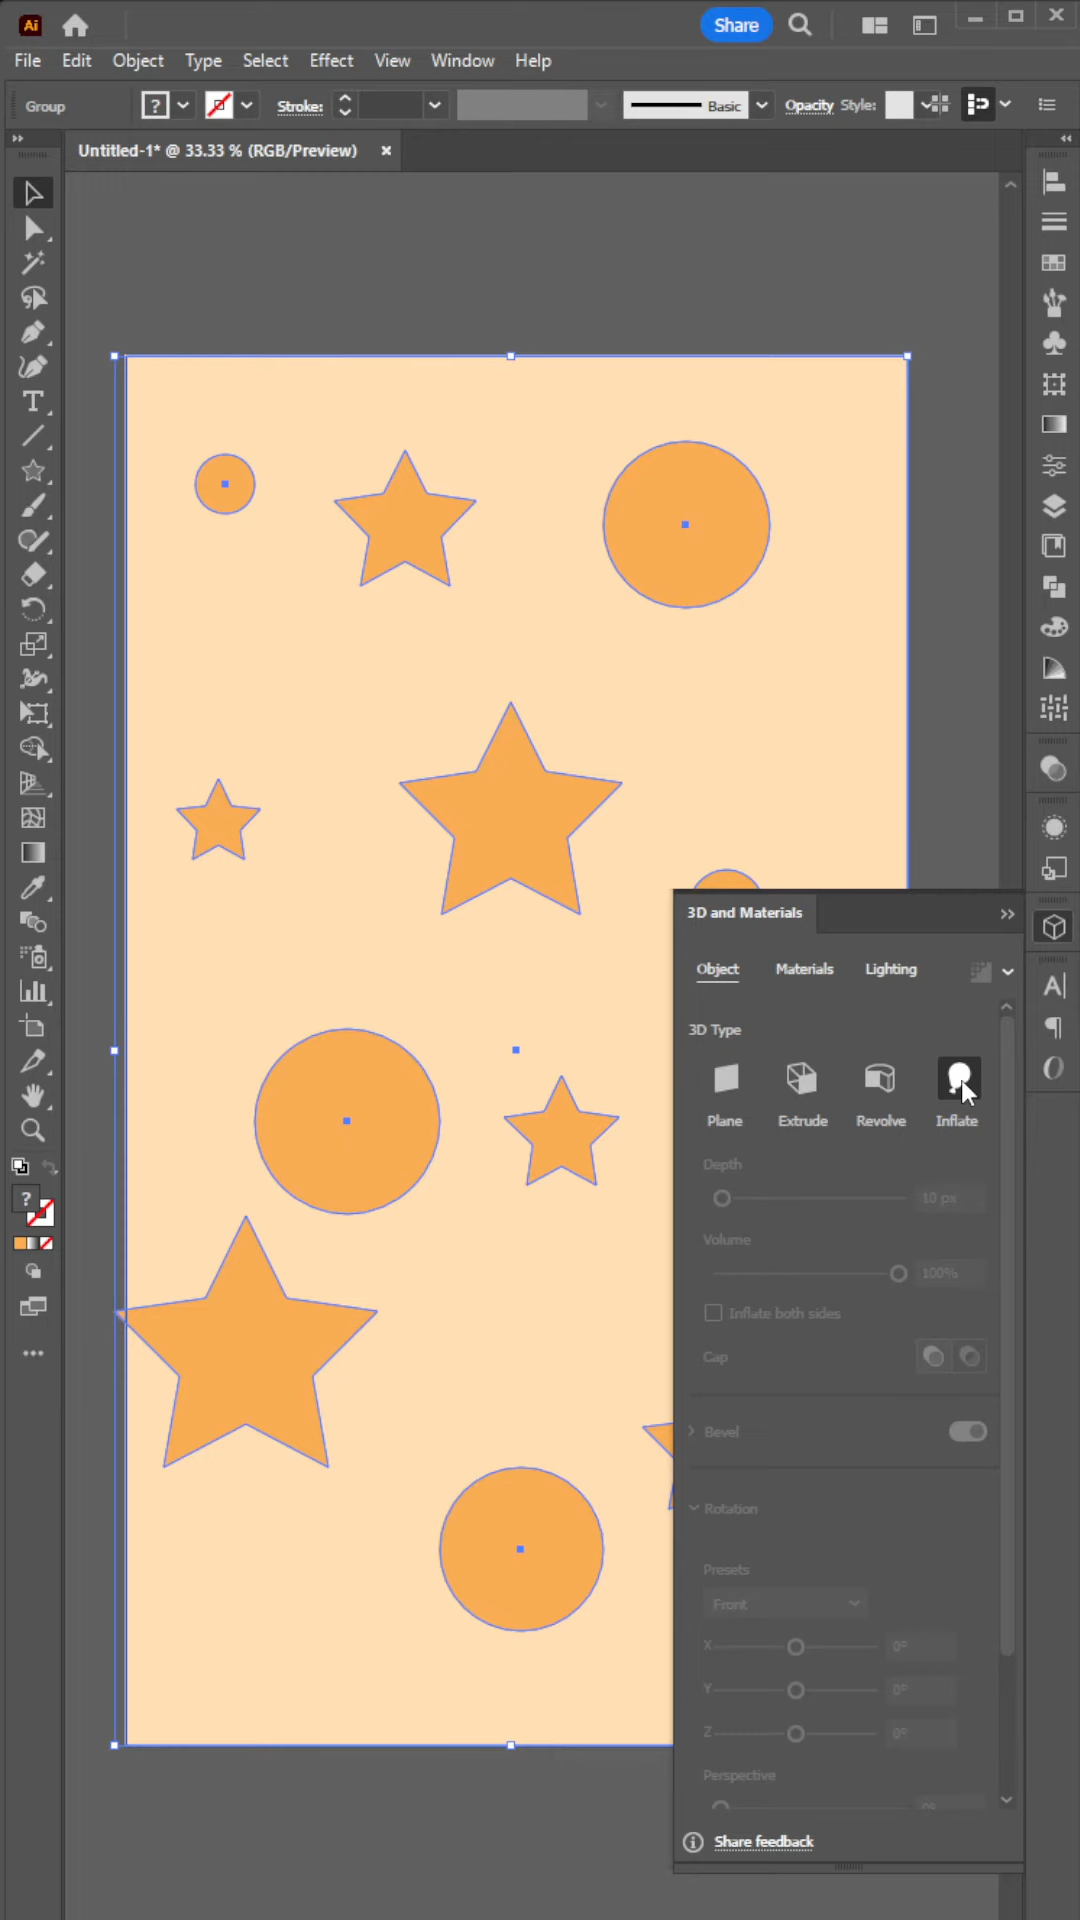 Ai
Share
File Edit Object Type Select Effect View Window Help
Group ? Stroke: Basic Opacity Style:
Untitled-1* @ 33.33 % (RGB/Preview)
3D and Materials
Object Materials Lighting
3D Type
Plane Extrude Revolve Inflate
Depth
10 px
Volume
100%
Inflate both sides
Cap
Bevel
Rotation
Presets
Front
X 0°
Y 0°
Z 0°
Perspective
Share feedback
T
?
A